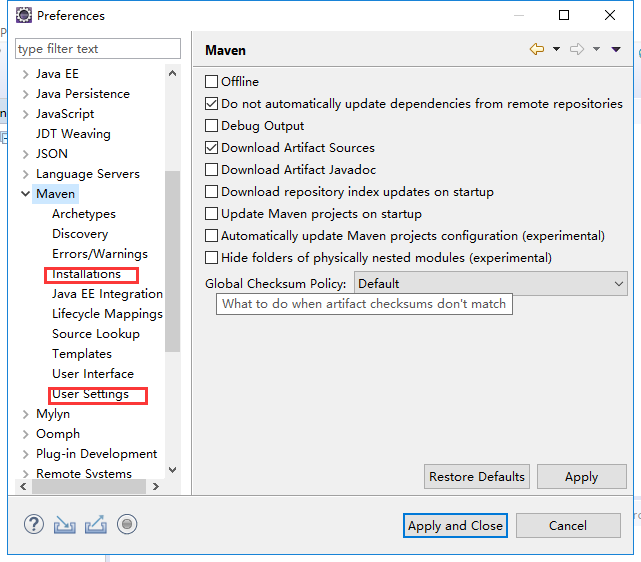 Preferences
type filter text
Java EE
Java Persistence
JavaScript
JDT Weaving
JSON
Language Servers
Maven
Archetypes
Discovery
Errors/Warnings
Installations
Java EE Integration
Lifecycle Mappings
Source Lookup
Templates
User Interface
User Settings
Mylyn
Oomph
Plug-in Development
Remote Systems
Maven
Offline
Do not automatically update dependencies from remote repositories
Debug Output
Download Artifact Sources
Download Artifact Javadoc
Download repository index updates on startup
Update Maven projects on startup
Automatically update Maven projects configuration (experimental)
Hide folders of physically nested modules (experimental)
Global Checksum Policy: Default
What to do when artifact checksums don't match
Restore Defaults Apply
Apply and Close Cancel